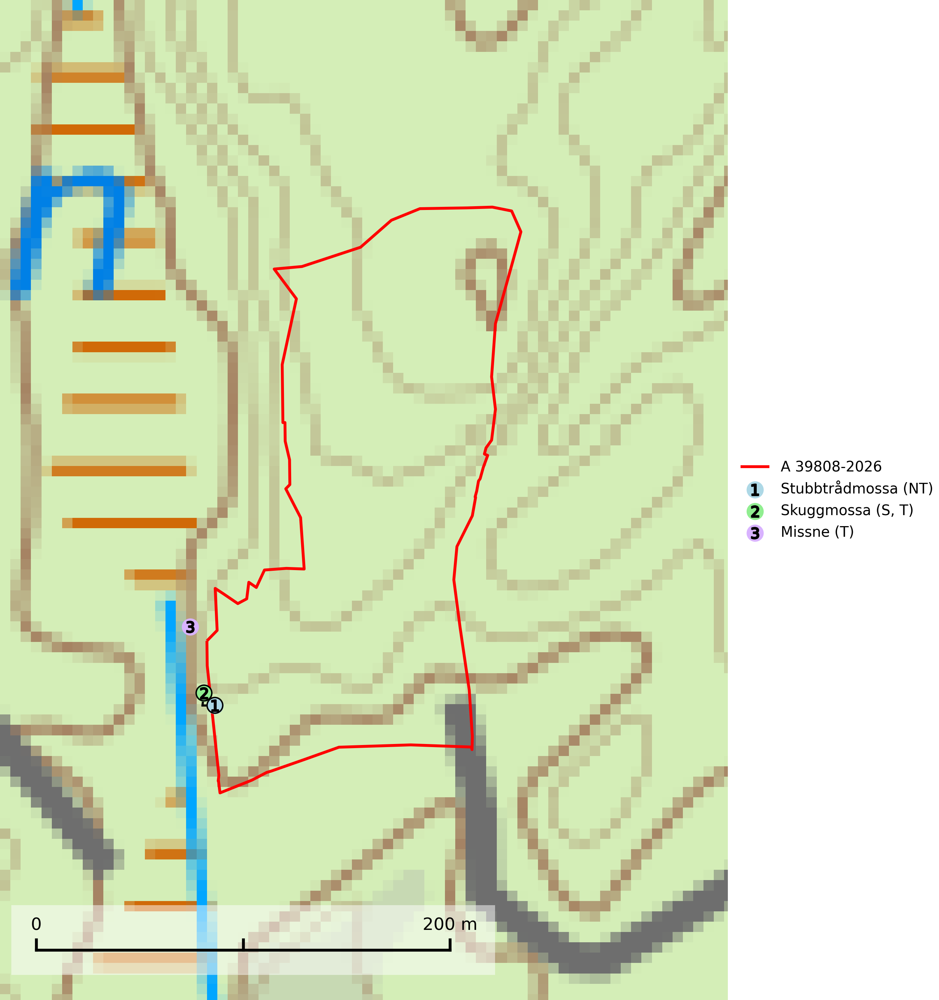 A 39808-2026
1 Stubbtrådmossa (NT)
2 Skuggmossa (S, T)
3 Missne (T)
3
2
1
0 200 m